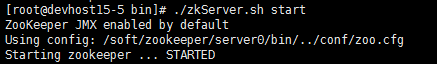 [root@devhost15-5 bin]# ./zkServer.sh start
ZooKeeper JMX enabled by default
Using config: /soft/zookeeper/server0/bin/../conf/zoo.cfg
Starting zookeeper ... STARTED